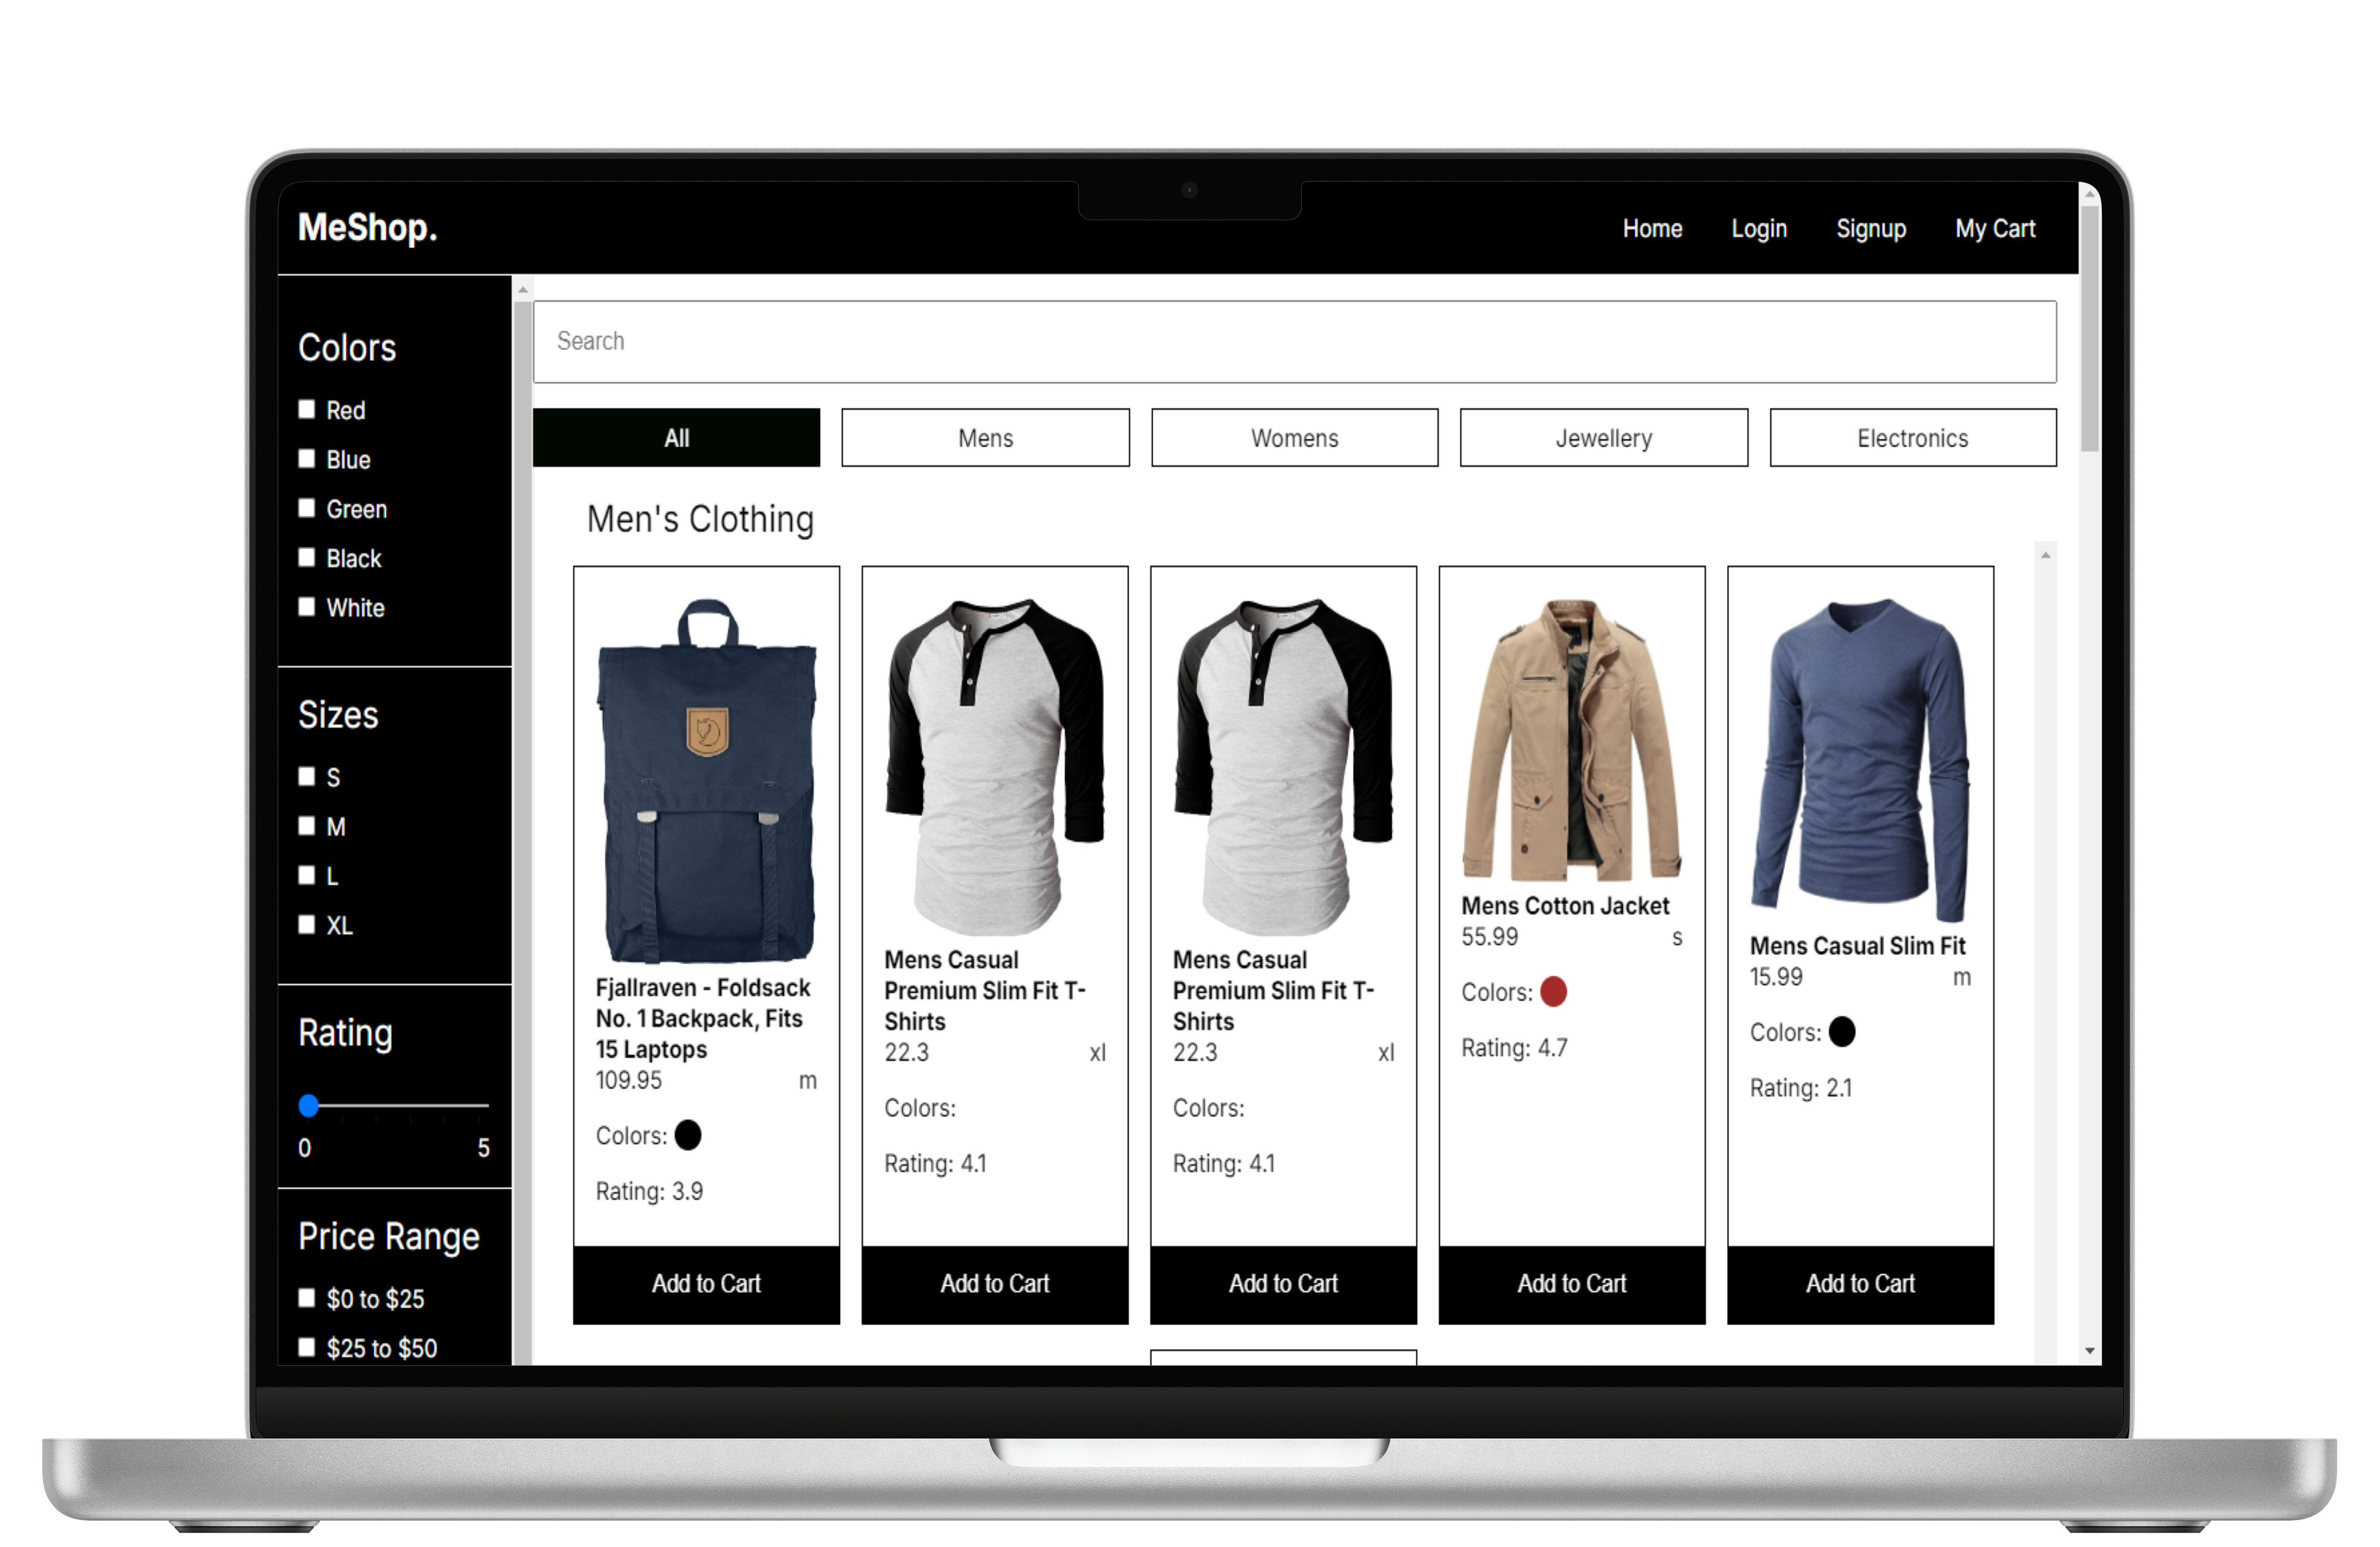 MeShop.
Home Login Signup My Cart
Colors
Red
Blue
Green
Black
White
Sizes
S
M
L
XL
Rating
0 5
Price Range
$0 to $25
$25 to $50
Search
All Mens Womens Jewellery Electronics
Men's Clothing
Fjallraven - Foldsack
No. 1 Backpack, Fits
15 Laptops
109.95 m
Colors:
Rating: 3.9
Add to Cart
Mens Casual
Premium Slim Fit T-
Shirts
22.3 xl
Colors:
Rating: 4.1
Add to Cart
Mens Casual
Premium Slim Fit T-
Shirts
22.3 xl
Colors:
Rating: 4.1
Add to Cart
Mens Cotton Jacket
55.99 s
Colors:
Rating: 4.7
Add to Cart
Mens Casual Slim Fit
15.99 m
Colors:
Rating: 2.1
Add to Cart